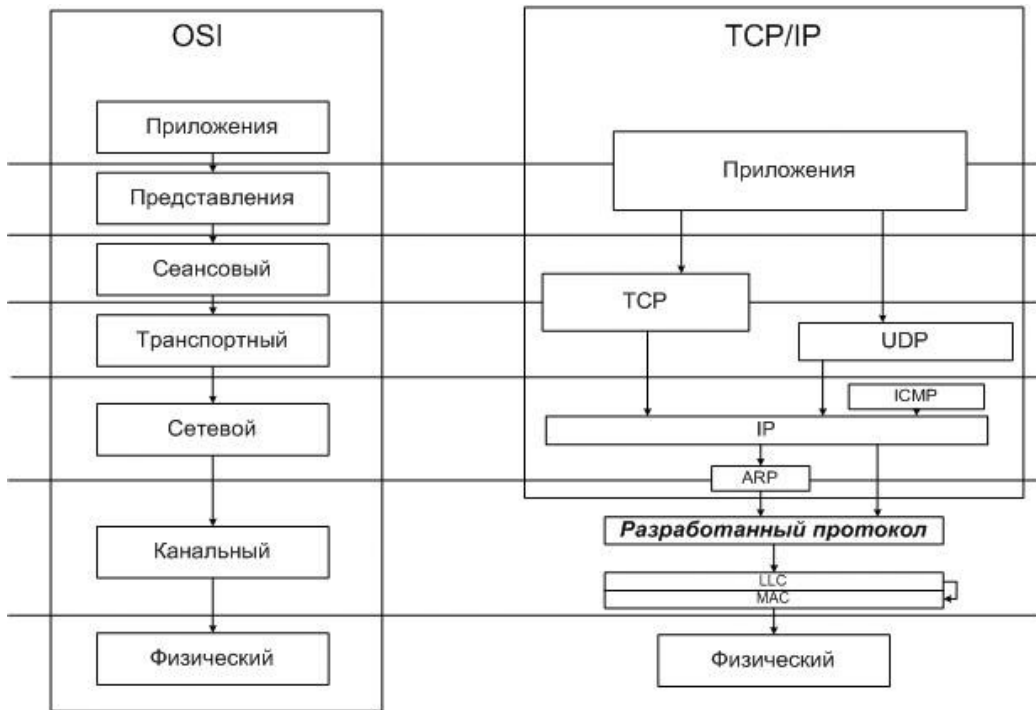 OSI
Приложения
Представления
Сеансовый
Транспортный
Сетевой
Канальный
Физический
TCP/IP
Приложения
TCP
UDP
ICMP
IP
ARP
Разработанный протокол
LLC
MAC
Физический